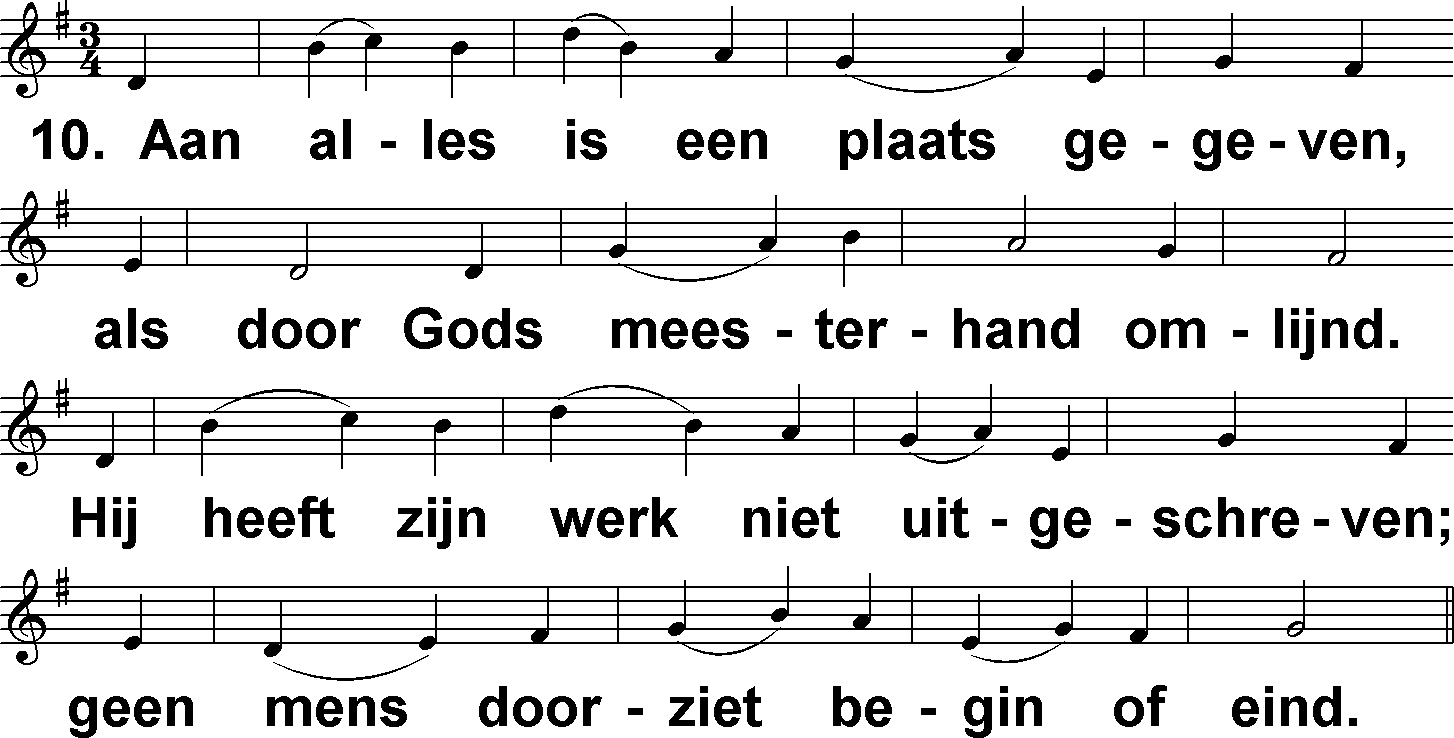 10. Aan al - les is een plaats ge - ge - ven,
als door Gods mees - ter - hand om - lijnd.
Hij heeft zijn werk niet uit - ge - schre - ven;
geen mens door - ziet be - gin of eind.